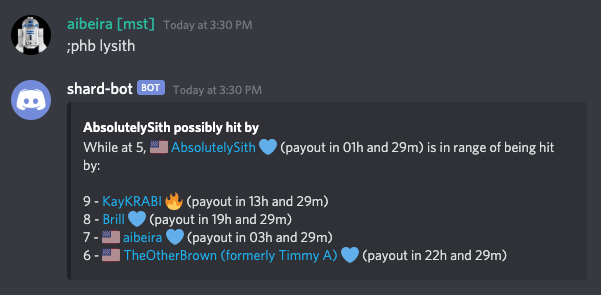 aibeira [mst] Today at 3:30 PM
;phb lysith
shard-bot BOT Today at 3:30 PM
AbsolutelySith possibly hit by
While at 5, 🇺🇸 AbsolutelySith 💙 (payout in 01h and 29m) is in range of being hit
by:
9 - KayKRABI 🔥 (payout in 13h and 29m)
8 - Brill 💙 (payout in 19h and 29m)
7 - 🇺🇸 aibeira 💙 (payout in 03h and 29m)
6 - 🇺🇸 TheOtherBrown (formerly Timmy A) 💙 (payout in 22h and 29m)